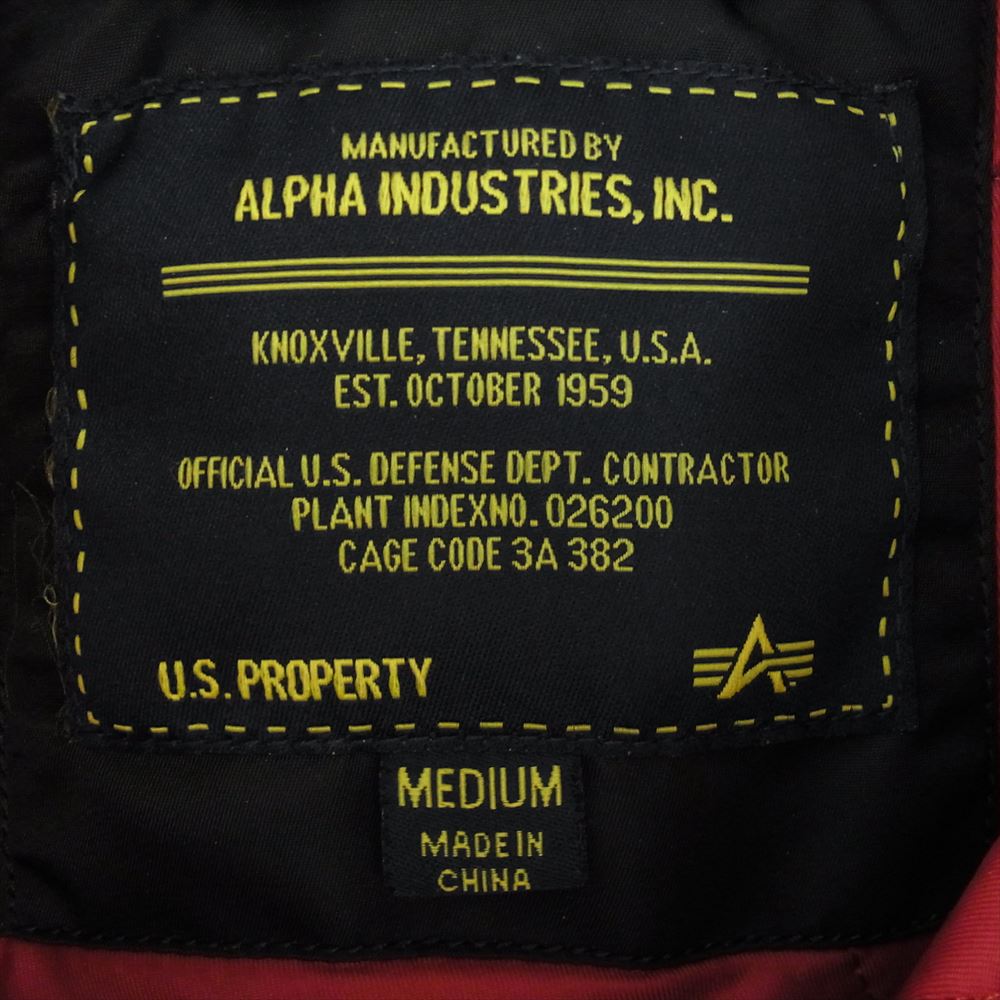 MANUFACTURED BY
ALPHA INDUSTRIES, INC.
KNOXVILLE, TENNESSEE, U.S.A.
EST. OCTOBER 1959
OFFICIAL U.S. DEFENSE DEPT. CONTRACTOR
PLANT INDEXNO. 026200
CAGE CODE 3A 382
U.S. PROPERTY
MEDIUM
MADE IN
CHINA